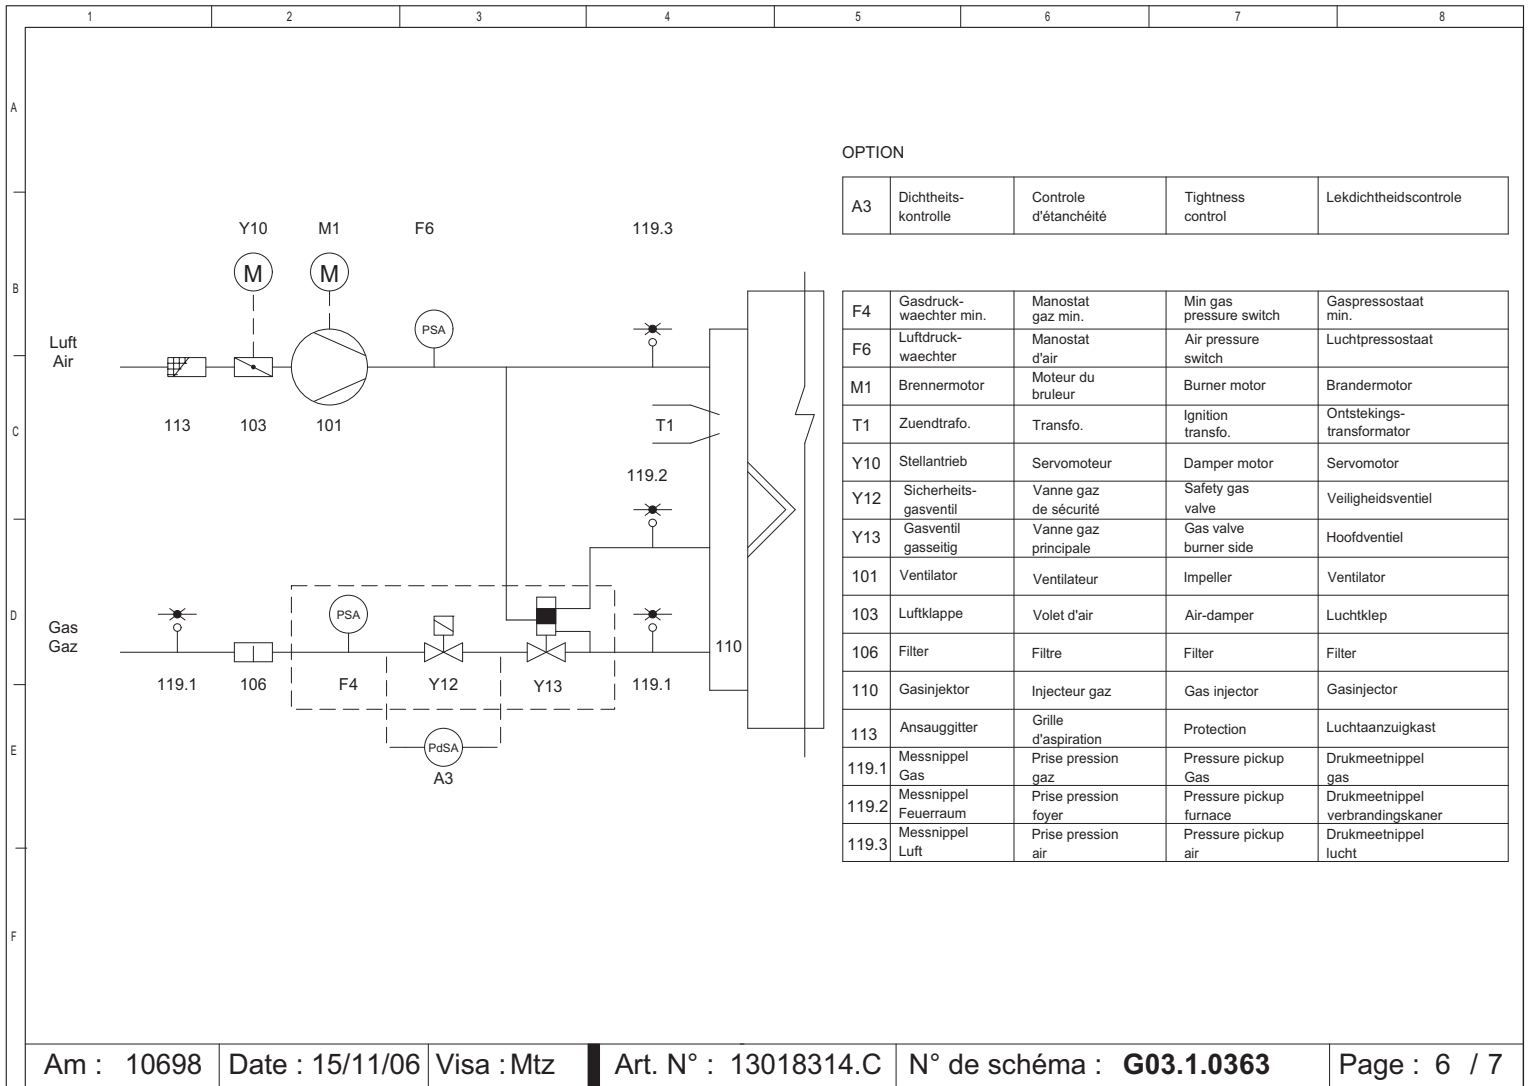 1 2 3 4 5 6 7 8
A
B
C
D
E
F
OPTION
A3 Dichtheits- Controle Tightness Lekdichtheidscontrole
kontrolle d'étanchéité control
Y10 M1 F6 119.3
M M
PSA
Luft
Air
113 103 101
T1
119.2
Gas
Gaz
PSA
110
119.1 106 F4 Y12 Y13 119.1
PdSA
A3
F4 Gasdruck- Manostat Min gas Gaspressostaat
waechter min. gaz min. pressure switch min.
F6 Luftdruck- Manostat Air pressure Luchtpressostaat
waechter d'air switch
M1 Brennermotor Moteur du Burner motor Brandermotor
bruleur
T1 Zuendtrafo. Transfo. Ignition Ontstekings-
transfo. transformator
Y10 Stellantrieb Servomoteur Damper motor Servomotor
Y12 Sicherheits- Vanne gaz Safety gas Veiligheidsventiel
gasventil de sécurité valve
Y13 Gasventil Vanne gaz Gas valve Hoofdventiel
gasseitig principale burner side
101 Ventilator Ventilateur Impeller Ventilator
103 Luftklappe Volet d'air Air-damper Luchtklep
106 Filter Filtre Filter Filter
110 Gasinjektor Injecteur gaz Gas injector Gasinjector
113 Ansauggitter Grille Protection Luchtaanzuigkast
d'aspiration
119.1 Messnippel Prise pression Pressure pickup Drukmeetnippel
Gas gaz Gas gas
119.2 Messnippel Prise pression Pressure pickup Drukmeetnippel
Feuerraum foyer furnace verbrandingskaner
119.3 Messnippel Prise pression Pressure pickup Drukmeetnippel
Luft air air lucht
Am : 10698 Date : 15/11/06 Visa : Mtz Art. N° : 13018314.C N° de schéma : G03.1.0363 Page : 6 / 7